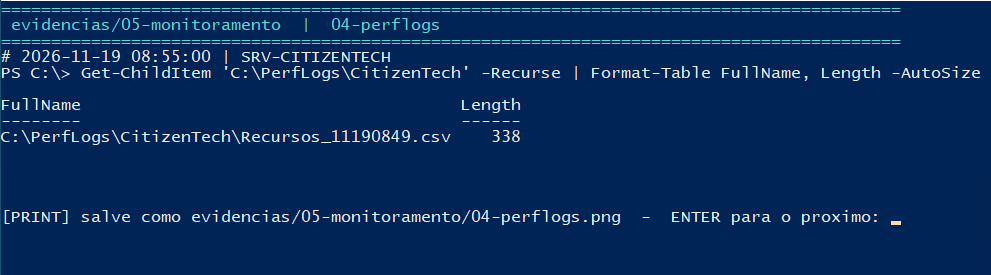 ==========================================================================================
 evidencias/05-monitoramento  |  04-perflogs
==========================================================================================
# 2026-11-19 08:55:00 | SRV-CITIZENTECH
PS C:\> Get-ChildItem 'C:\PerfLogs\CitizenTech' -Recurse | Format-Table FullName, Length -AutoSize
FullName                                      Length
--------                                      ------
C:\PerfLogs\CitizenTech\Recursos_11190849.csv    338
[PRINT] salve como evidencias/05-monitoramento/04-perflogs.png  -  ENTER para o proximo: